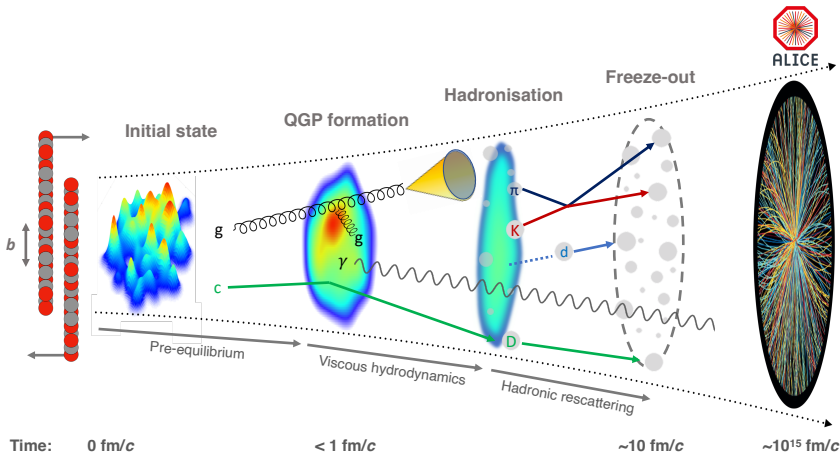 ALICE
Freeze-out
Hadronisation
QGP formation
Initial state
b
g
g
γ
c
π
K
d
D
Pre-equilibrium
Viscous hydrodynamics
Hadronic rescattering
Time: 0 fm/c < 1 fm/c ~10 fm/c ~10¹⁵ fm/c